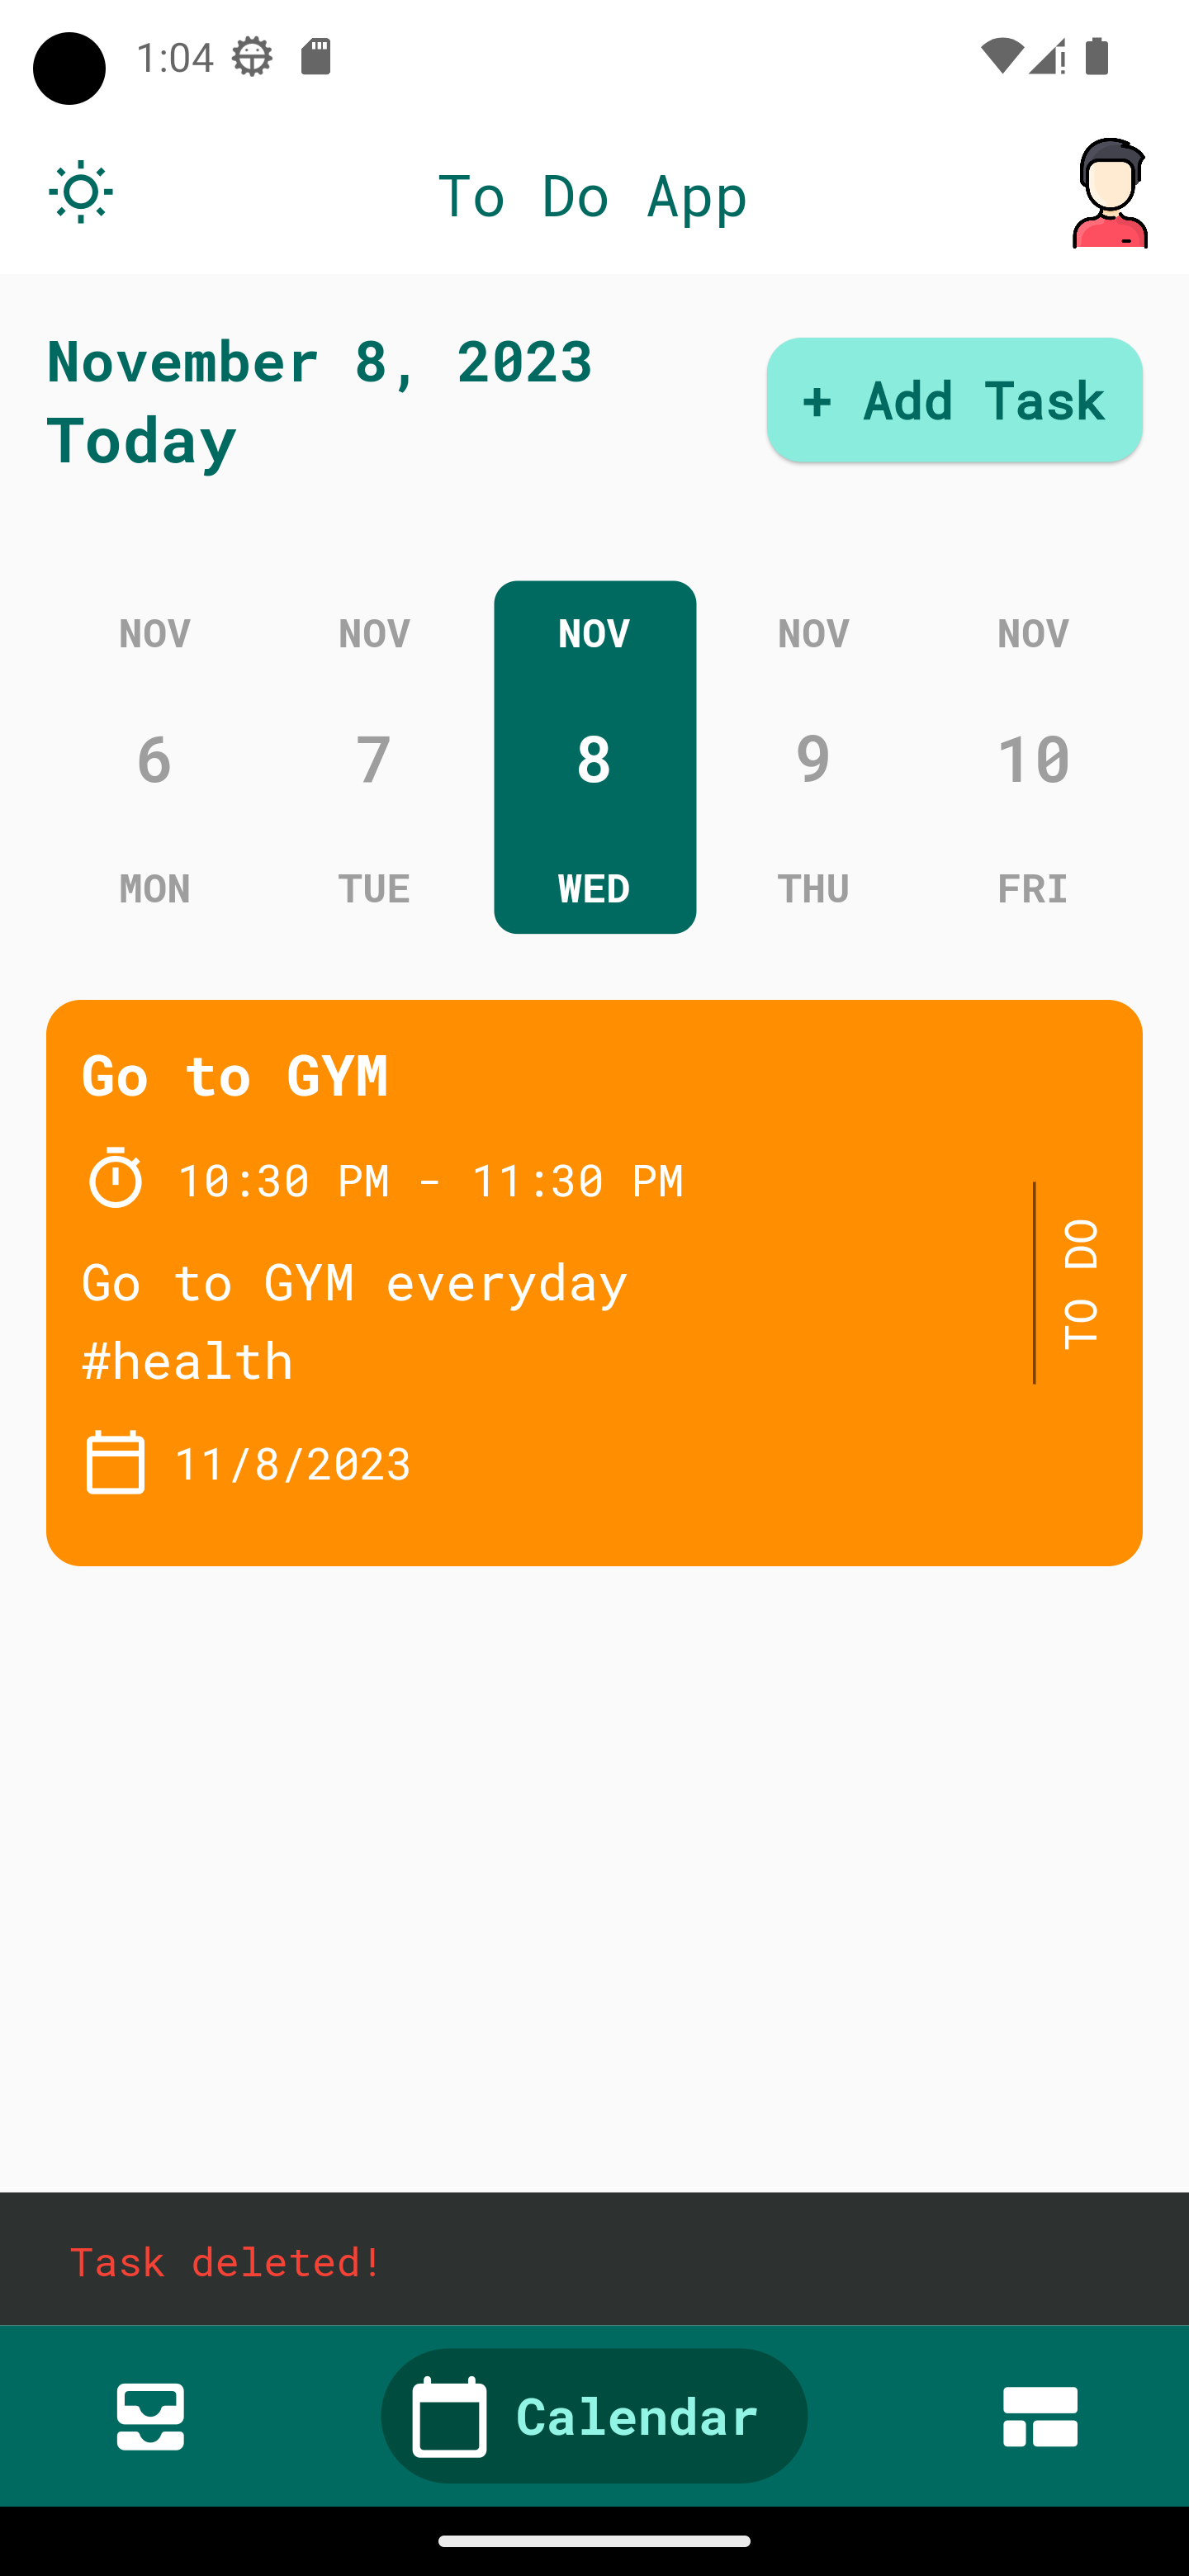 1:04
To Do App
November 8, 2023
Today
+ Add Task
NOV NOV NOV NOV NOV
6 7 8 9 10
MON TUE WED THU FRI
Go to GYM
10:30 PM - 11:30 PM
Go to GYM everyday
#health
11/8/2023
TO DO
Task deleted!
Calendar